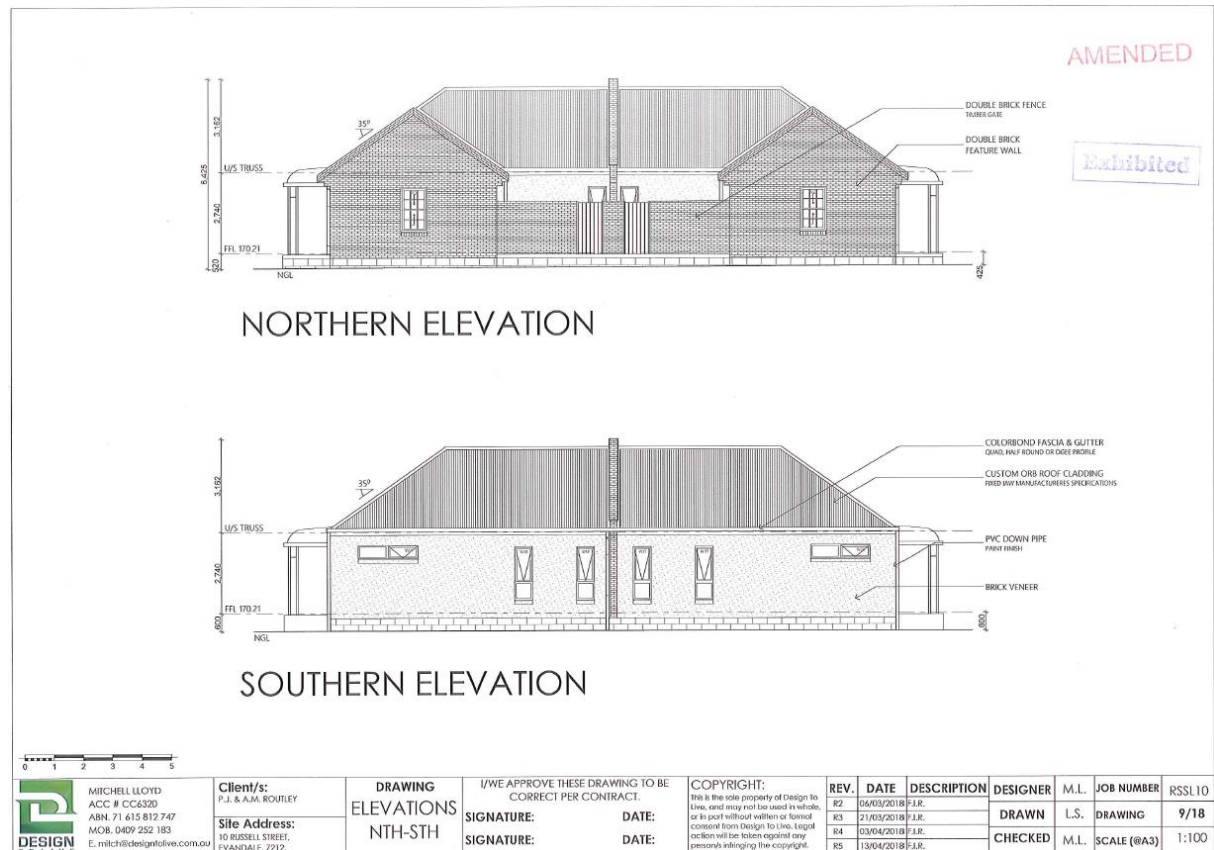 AMENDED
Exhibited
DOUBLE BRICK FENCE
TIMBER GATE
DOUBLE BRICK
FEATURE WALL
35°
U/S TRUSS
3,162
6,425
2,740
FFL 170.21
520
NGL
425
NORTHERN ELEVATION
COLORBOND FASCIA & GUTTER
QUAD, HALF ROUND OR OGEE PROFILE
CUSTOM ORB ROOF CLADDING
FIXED IAW MANUFACTURERES SPECIFICATIONS
35°
3,162
U/S TRUSS
PVC DOWN PIPE
PAINT FINISH
2,740
BRICK VENEER
FFL 170.21
600
600
NGL
SOUTHERN ELEVATION
0 1 2 3 4 5
DESIGN
MITCHELL LLOYD
ACC # CC6320
ABN. 71 615 812 747
MOB. 0409 252 183
E. mitch@designtolive.com.au
Client/s:
P.J. & A.M. ROUTLEY
Site Address:
10 RUSSELL STREET,
EVANDALE, 7212.
DRAWING
ELEVATIONS
NTH-STH
I/WE APPROVE THESE DRAWING TO BE
CORRECT PER CONTRACT.
SIGNATURE: DATE:
SIGNATURE: DATE:
COPYRIGHT:
This is the sole property of Design To
Live, and may not be used in whole,
or in part without written or formal
consent from Design To Live. Legal
action will be taken against any
person/s infringing the copyright.
REV. DATE DESCRIPTION
R2 06/03/2018 F.J.R.
R3 21/03/2018 F.J.R.
R4 03/04/2018 F.J.R.
R5 13/04/2018 F.J.R.
DESIGNER M.L.
DRAWN L.S.
CHECKED M.L.
JOB NUMBER RSSL10
DRAWING 9/18
SCALE (@A3) 1:100